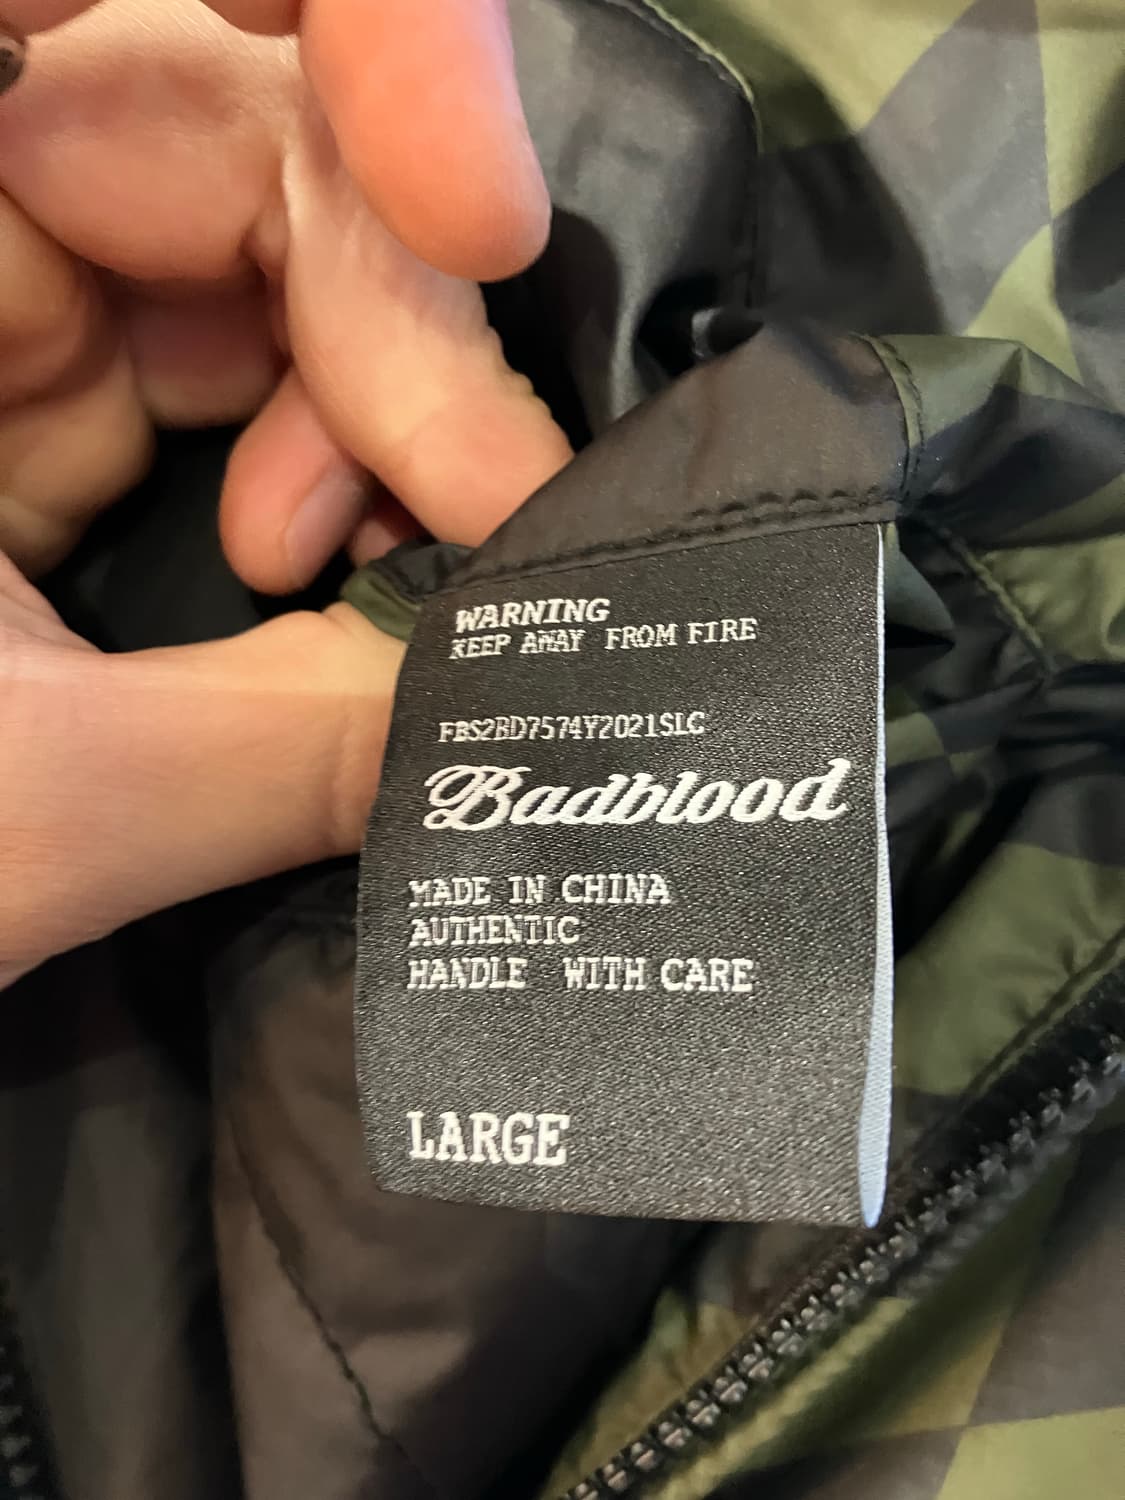 WARNING
KEEP AWAY FROM FIRE
FBS2BD7574Y2021SLC
Badblood
MADE IN CHINA
AUTHENTIC
HANDLE WITH CARE
LARGE